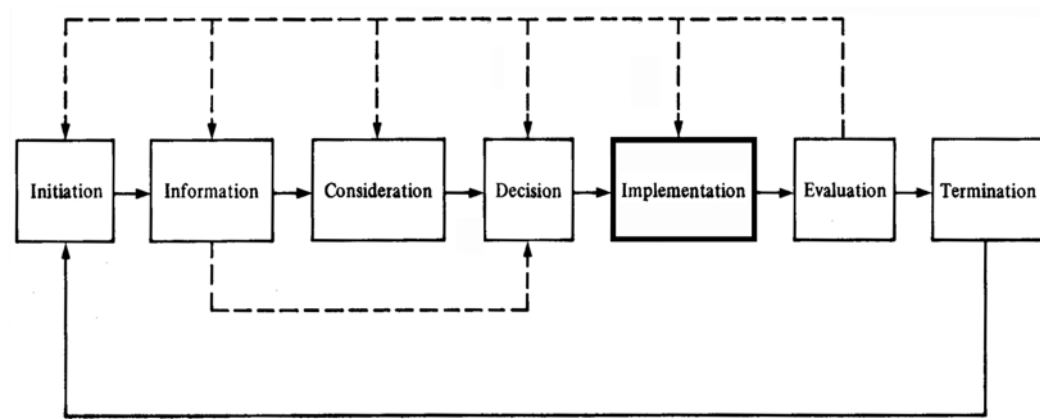 Initiation
Information
Consideration
Decision
Implementation
Evaluation
Termination